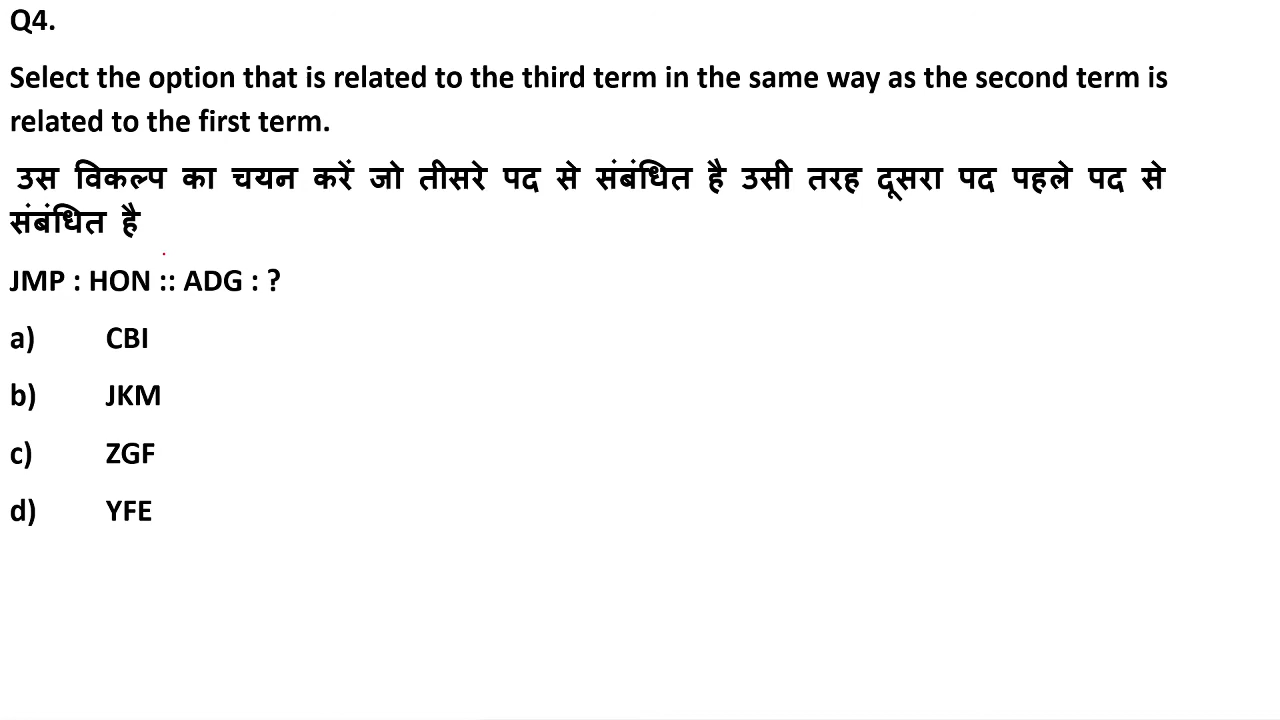 Q4.
Select the option that is related to the third term in the same way as the second term is
related to the first term.
उस विकल्प का चयन करें जो तीसरे पद से संबंधित है उसी तरह दूसरा पद पहले पद से
संबंधित है
JMP : HON :: ADG : ?
a) CBI
b) JKM
c) ZGF
d) YFE